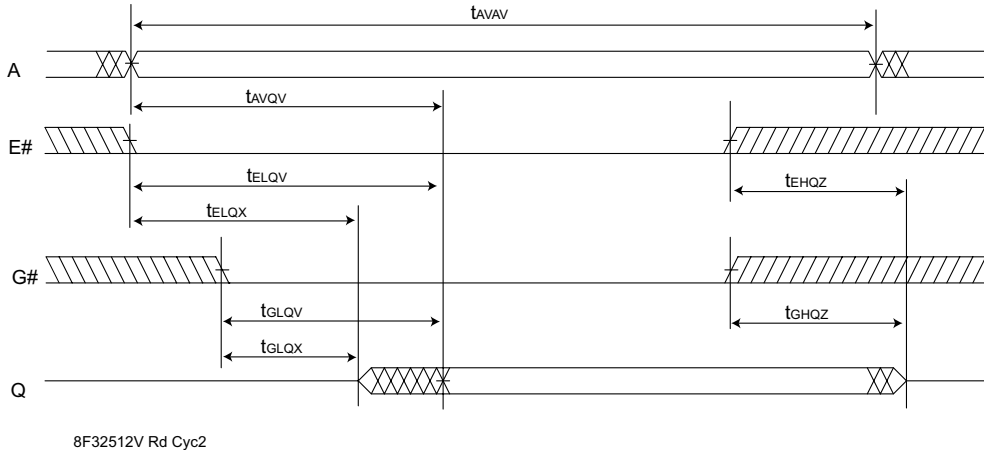 tAVAV
A
tAVQV
E#
tELQV
tEHQZ
tELQX
G#
tGLQV
tGHQZ
tGLQX
Q
8F32512V Rd Cyc2